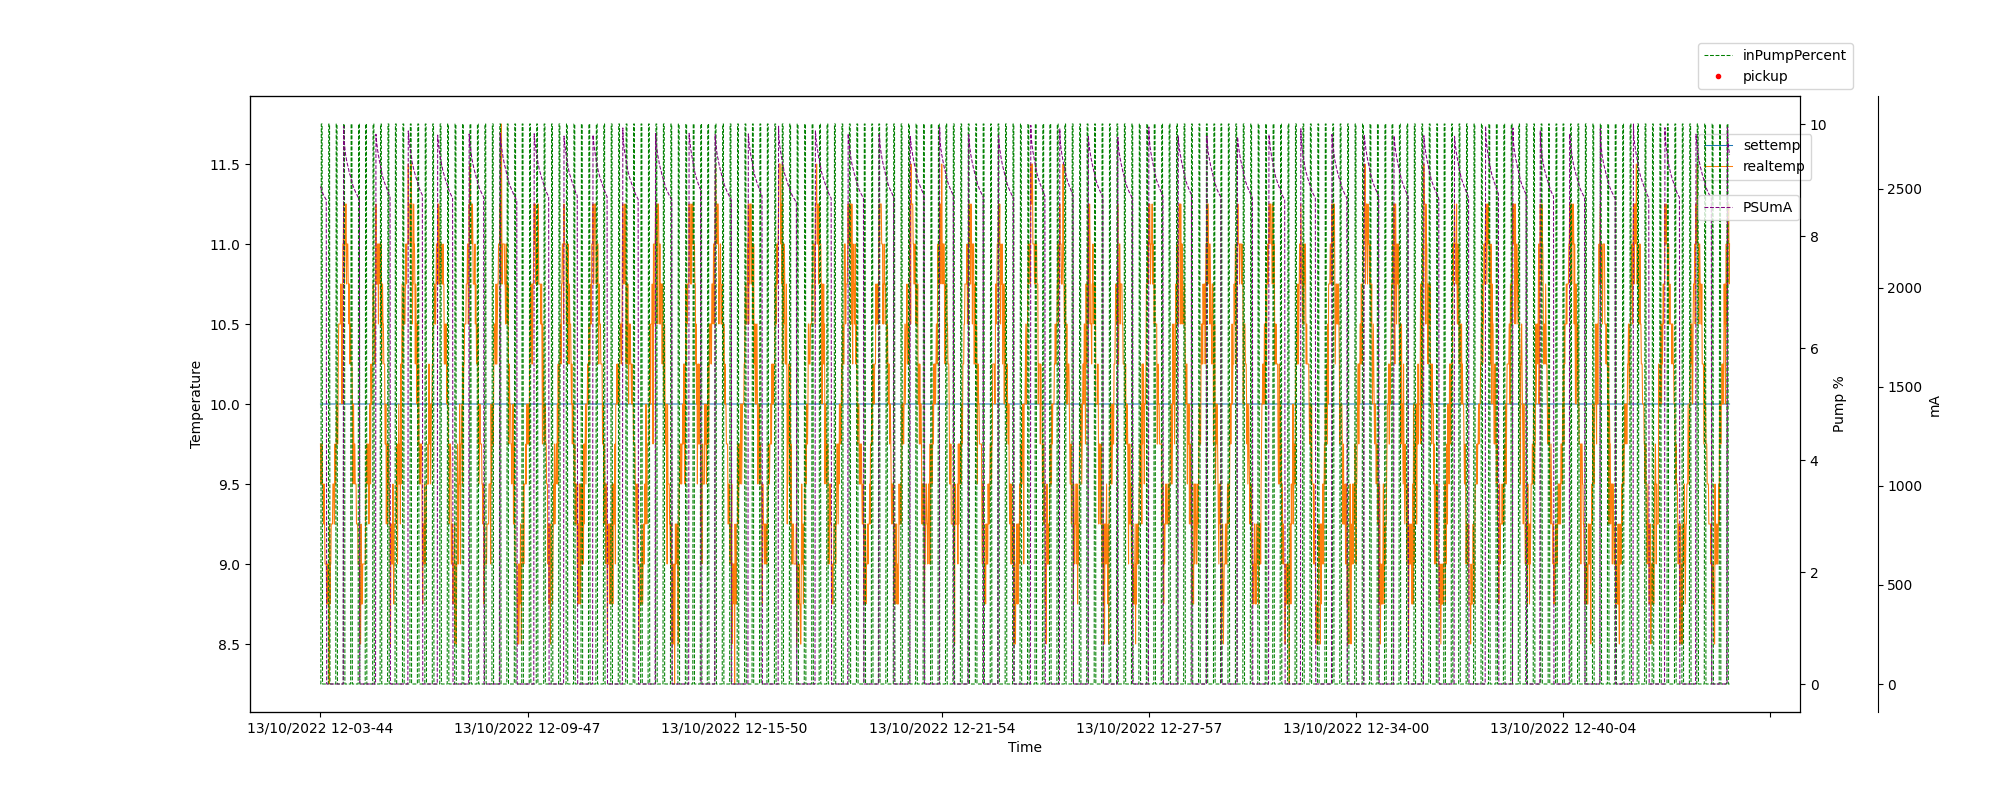 inPumpPercent
pickup
settemp
realtemp
PSUmA
11.5
11.0
10.5
10.0
9.5
9.0
8.5
Temperature
10
8
6
4
2
0
Pump %
2500
2000
1500
1000
500
0
mA
13/10/2022 12-03-44
13/10/2022 12-09-47
13/10/2022 12-15-50
13/10/2022 12-21-54
13/10/2022 12-27-57
13/10/2022 12-34-00
13/10/2022 12-40-04
Time